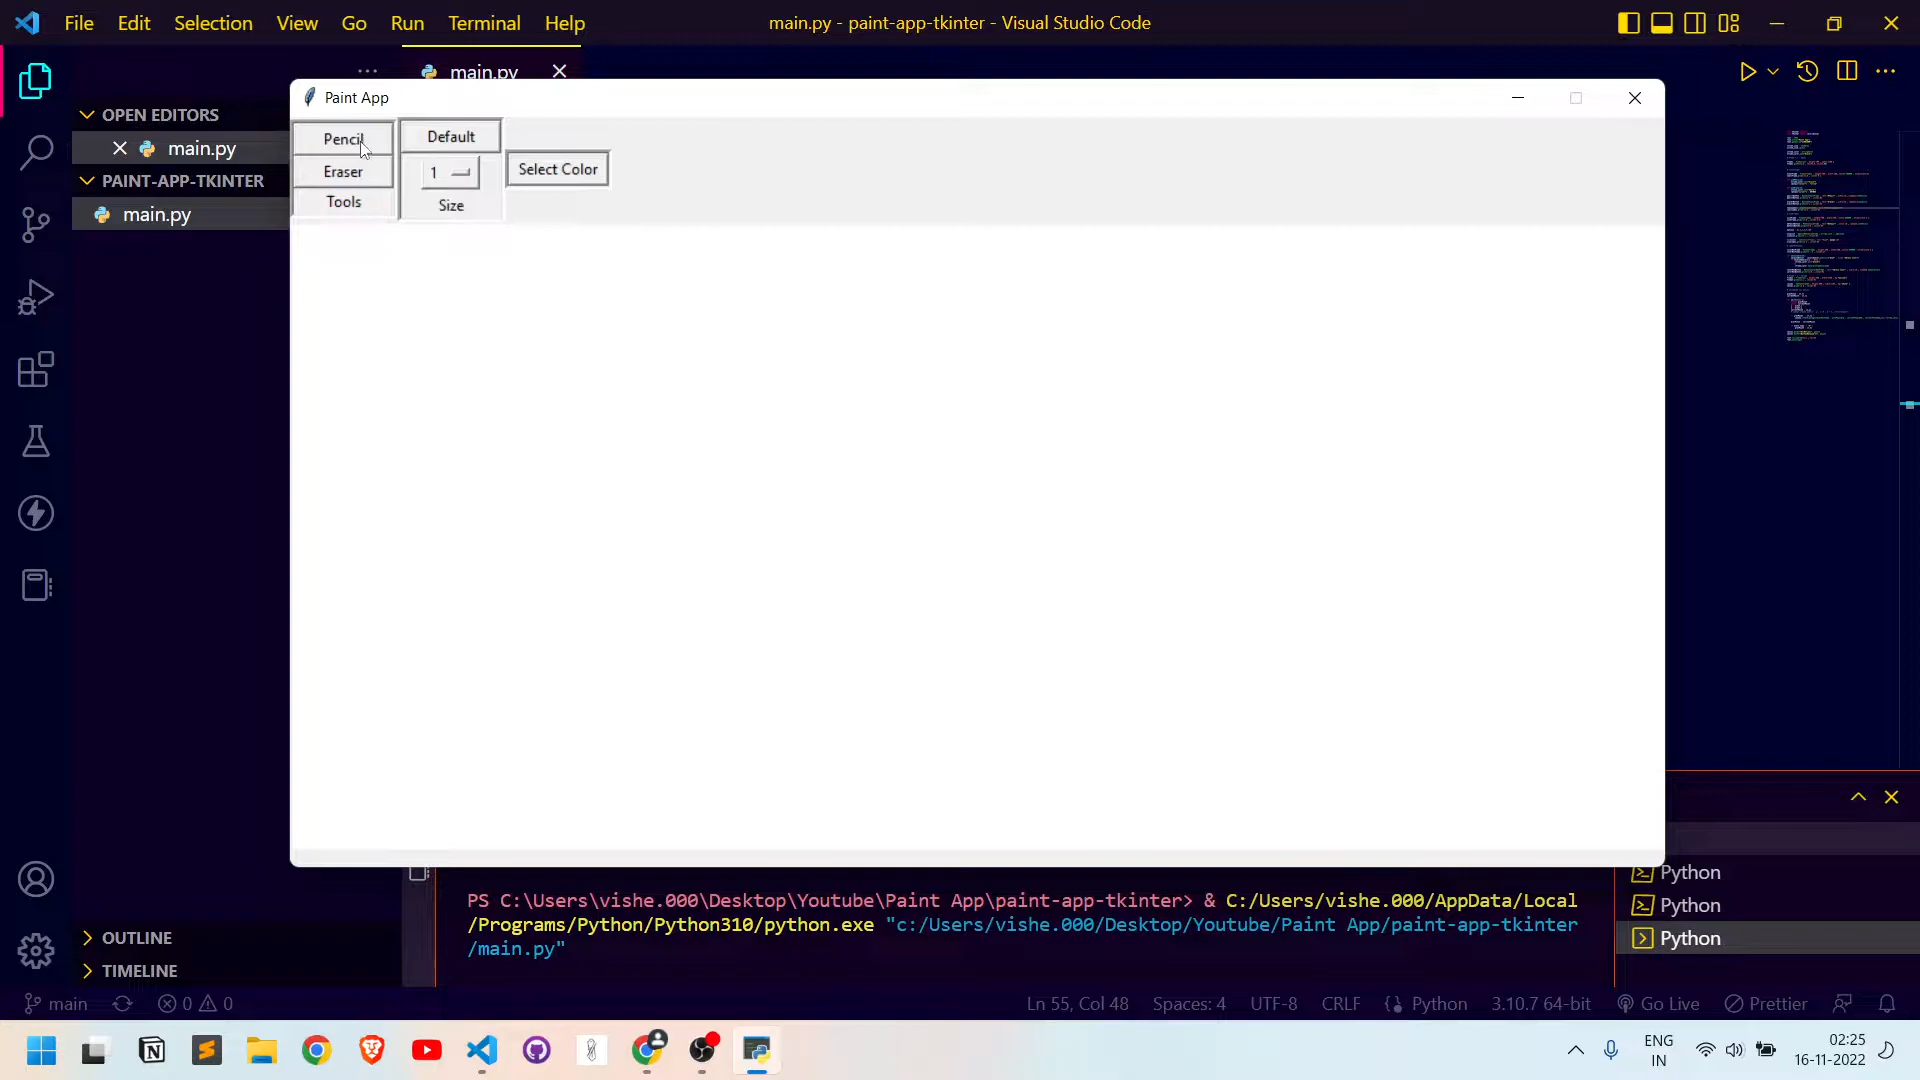 File Edit Selection View Go Run Terminal Help
main.py - paint-app-tkinter - Visual Studio Code
main.py
OPEN EDITORS
main.py
PAINT-APP-TKINTER
main.py
Paint App
Pencil
Eraser
Tools
Default
1
Size
Select Color
PS C:\Users\vishe.000\Desktop\Youtube\Paint App\paint-app-tkinter> & C:/Users/vishe.000/AppData/Local
/Programs/Python/Python310/python.exe "c:/Users/vishe.000/Desktop/Youtube/Paint App/paint-app-tkinter
/main.py"
Python
Python
Python
OUTLINE
TIMELINE
main 0 0 Ln 55, Col 48 Spaces: 4 UTF-8 CRLF Python 3.10.7 64-bit Go Live Prettier
ENG
IN
02:25
16-11-2022